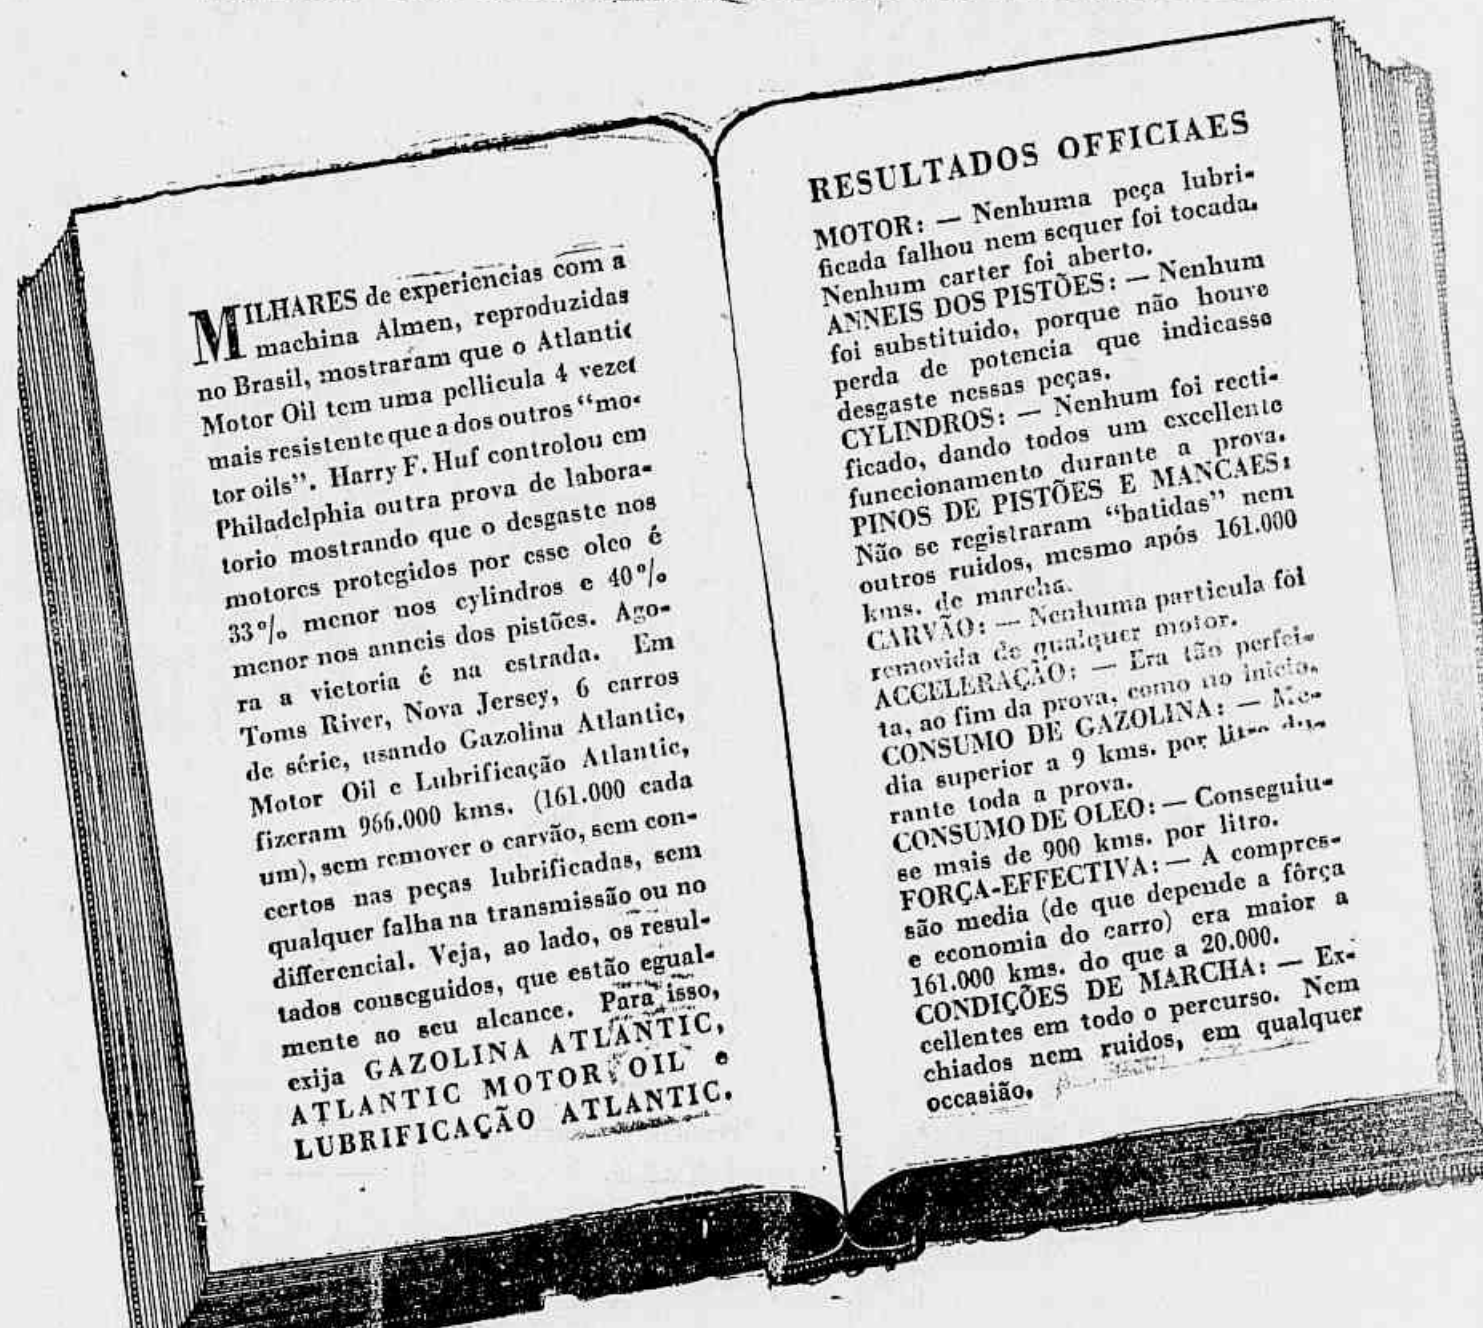 MILHARES de experiencias com a
machina Almen, reproduzidas
no Brasil, mostraram que o Atlantic
Motor Oil tem uma pellicula 4 vezes
mais resistente que a dos outros "mo-
tor oils". Harry F. Huf controlou em
Philadelphia outra prova de labora-
torio mostrando que o desgaste nos
motores protegidos por esse oleo é
33% menor nos cylindros e 40%
menor nos anneis dos pistões. Ago-
ra a victoria é na estrada. Em
Toms River, Nova Jersey, 6 carros
de série, usando Gazolina Atlantic,
Motor Oil e Lubrificação Atlantic,
fizeram 966.000 kms. (161.000 cada
um), sem remover o carvão, sem con-
certos nas peças lubrificadas, sem
qualquer falha na transmissão ou no
differencial. Veja, ao lado, os resul-
tados conseguidos, que estão egual-
mente ao seu alcance. Para isso,
exija GAZOLINA ATLANTIC,
ATLANTIC MOTOR OIL e
LUBRIFICAÇÃO ATLANTIC.
RESULTADOS OFFICIAES
MOTOR: — Nenhuma peça lubri-
ficada falhou nem sequer foi tocada.
Nenhum carter foi aberto.
ANNEIS DOS PISTÕES: — Nenhum
foi substituido, porque não houve
perda de potencia que indicasse
desgaste nessas peças.
CYLINDROS: — Nenhum foi recti-
ficado, dando todos um excellente
funccionamento durante a prova.
PINOS DE PISTÕES E MANCAES:
Não se registraram "batidas" nem
outros ruidos, mesmo após 161.000
kms. de marcha.
CARVÃO: — Nenhuma particula foi
removida de qualquer motor.
ACCELERAÇÃO: — Era tão perfei-
ta, ao fim da prova, como no inicio.
CONSUMO DE GAZOLINA: — Me-
dia superior a 9 kms. por litro du-
rante toda a prova.
CONSUMO DE OLEO: — Conseguiu-
se mais de 900 kms. por litro.
FORÇA-EFFECTIVA: — A compres-
são media (de que depende a fôrça
e economia do carro) era maior a
161.000 kms. do que a 20.000.
CONDIÇÕES DE MARCHA: — Ex-
cellentes em todo o percurso. Nem
chiados nem ruidos, em qualquer
occasião.